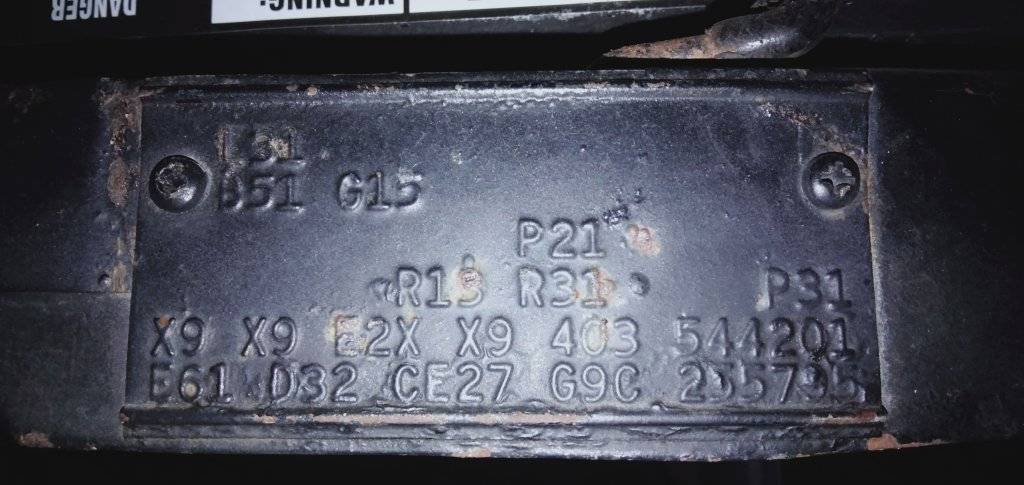 DANGER
WARNING:
E31
B51 G15
P21
R13 R31 P31
X9 X9 E2X X9 403 544201
E61 D32 CE27 G9C 255795